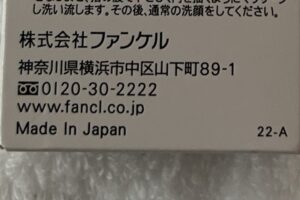 し洗い流します。その後、通常の洗顔をしてください。
株式会社ファンケル
神奈川県横浜市中区山下町89-1
0120-30-2222
www.fancl.co.jp
Made In Japan 22-A